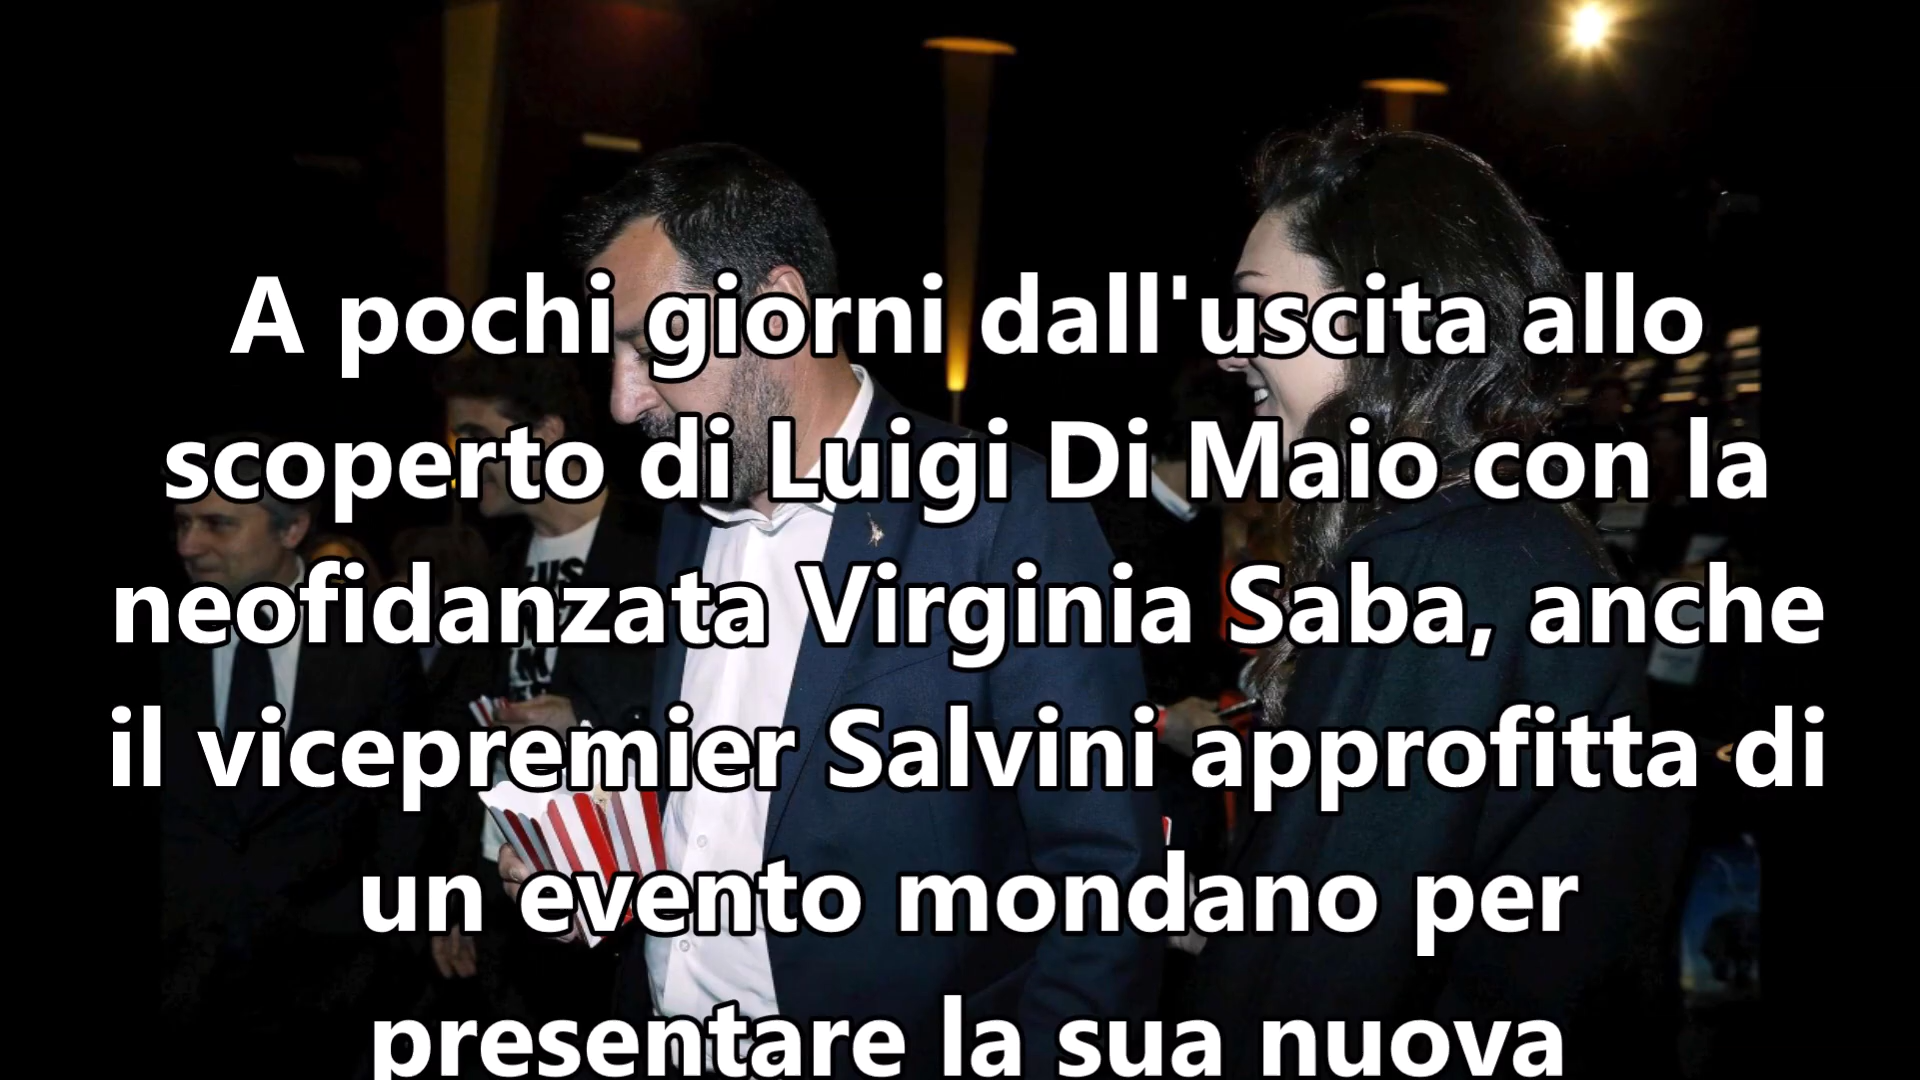 A pochi giorni dall'uscita allo
scoperto di Luigi Di Maio con la
neofidanzata Virginia Saba, anche
il vicepremier Salvini approfitta di
un evento mondano per
presentare la sua nuova